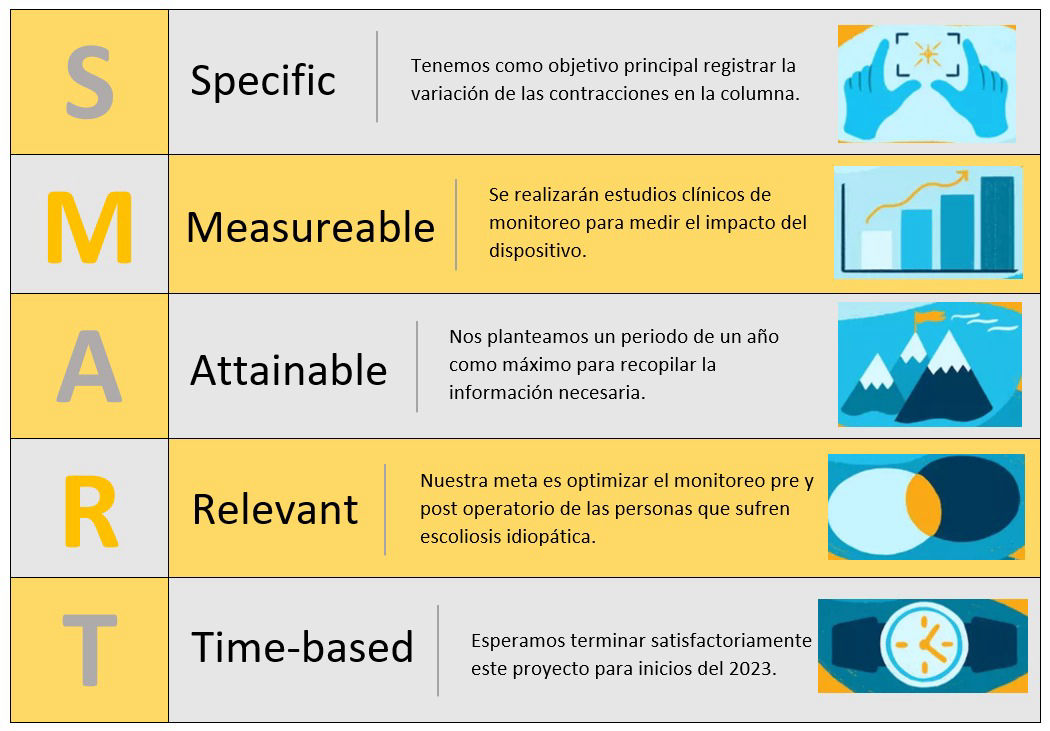 S
Specific
Tenemos como objetivo principal registrar la
variación de las contracciones en la columna.
M
Measureable
Se realizarán estudios clínicos de
monitoreo para medir el impacto del
dispositivo.
A
Attainable
Nos planteamos un periodo de un año
como máximo para recopilar la
información necesaria.
R
Relevant
Nuestra meta es optimizar el monitoreo pre y
post operatorio de las personas que sufren
escoliosis idiopática.
T
Time-based
Esperamos terminar satisfactoriamente
este proyecto para inicios del 2023.